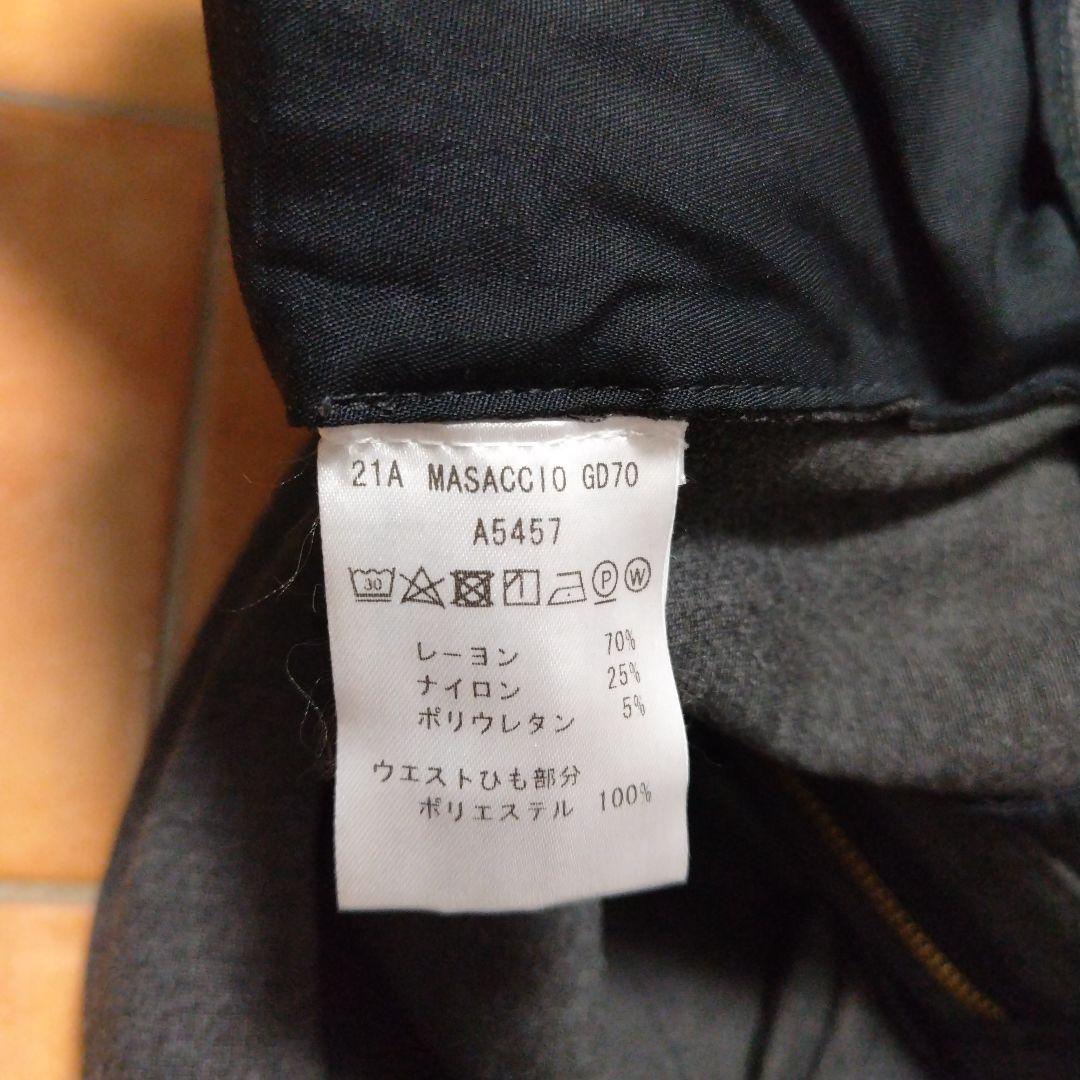 21A MASACCIO GD70
A5457
30 P W
レーヨン 70%
ナイロン 25%
ポリウレタン 5%
ウエストひも部分
ポリエステル 100%